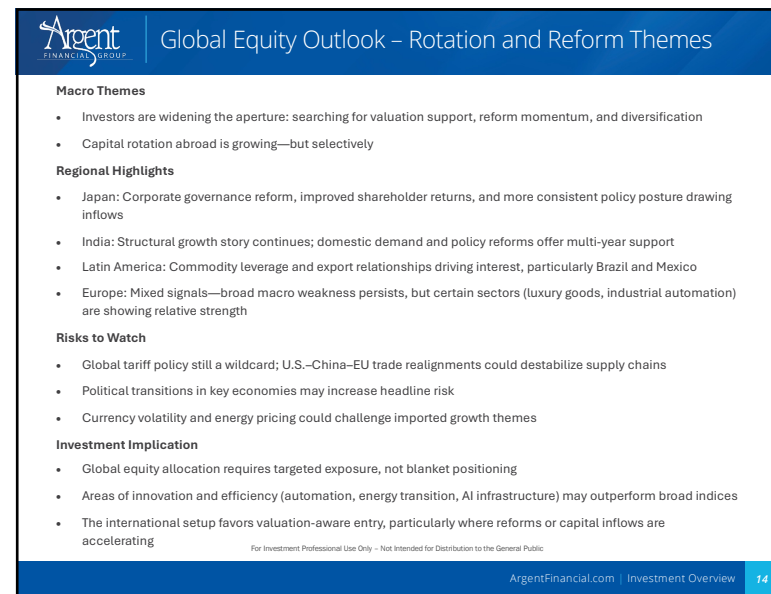 Argent
FINANCIAL GROUP
Global Equity Outlook – Rotation and Reform Themes
Macro Themes
• Investors are widening the aperture: searching for valuation support, reform momentum, and diversification
• Capital rotation abroad is growing—but selectively
Regional Highlights
• Japan: Corporate governance reform, improved shareholder returns, and more consistent policy posture drawing
inflows
• India: Structural growth story continues; domestic demand and policy reforms offer multi-year support
• Latin America: Commodity leverage and export relationships driving interest, particularly Brazil and Mexico
• Europe: Mixed signals—broad macro weakness persists, but certain sectors (luxury goods, industrial automation)
are showing relative strength
Risks to Watch
• Global tariff policy still a wildcard; U.S.–China–EU trade realignments could destabilize supply chains
• Political transitions in key economies may increase headline risk
• Currency volatility and energy pricing could challenge imported growth themes
Investment Implication
• Global equity allocation requires targeted exposure, not blanket positioning
• Areas of innovation and efficiency (automation, energy transition, AI infrastructure) may outperform broad indices
• The international setup favors valuation-aware entry, particularly where reforms or capital inflows are
accelerating
For Investment Professional Use Only – Not Intended for Distribution to the General Public
ArgentFinancial.com | Investment Overview 14